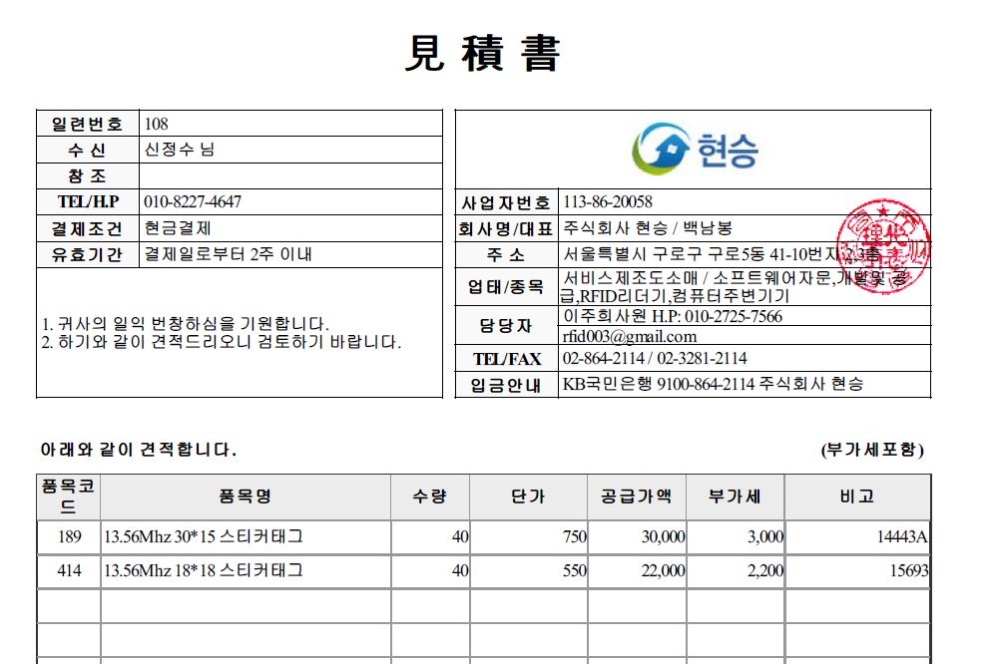 見積書
일련번호 108
수 신 신정수 님
참 조
TEL/H.P 010-8227-4647
결제조건 현금결제
유효기간 결제일로부터 2주 이내
1. 귀사의 일익 번창하심을 기원합니다.
2. 하기와 같이 견적드리오니 검토하기 바랍니다.
현승
사업자번호 113-86-20058
회사명/대표 주식회사 현승 / 백남봉
주 소 서울특별시 구로구 구로5동 41-10번지 2,3층
업태/종목 서비스제조도소매 / 소프트웨어자문,개발및 공
급,RFID리더기,컴퓨터주변기기
담당자 이주희사원 H.P: 010-2725-7566
rfid003@gmail.com
TEL/FAX 02-864-2114 / 02-3281-2114
입금안내 KB국민은행 9100-864-2114 주식회사 현승
아래와 같이 견적합니다. (부가세포함)
품목코드 품목명 수량 단가 공급가액 부가세 비고
189 13.56Mhz 30*15 스티커태그 40 750 30,000 3,000 14443A
414 13.56Mhz 18*18 스티커태그 40 550 22,000 2,200 15693